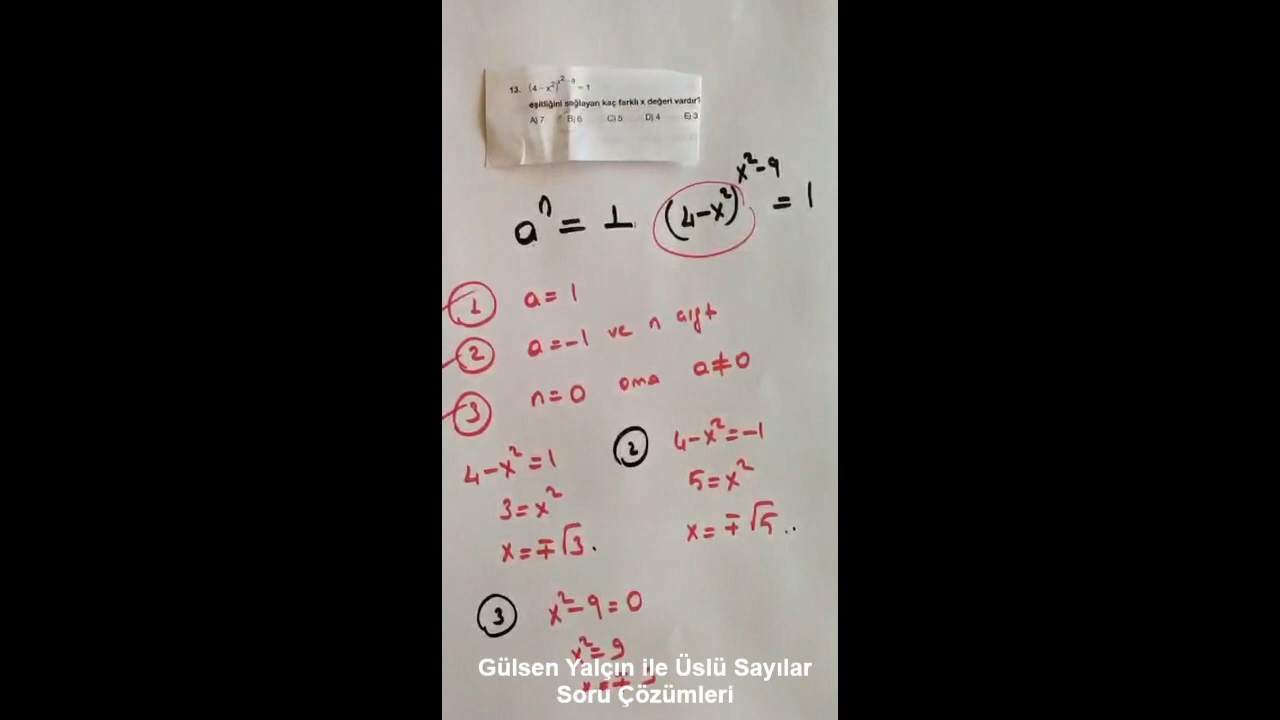 13. (4-x²)^x²-9 = 1
eşitliğini sağlayan kaç farklı x değeri vardır?
A) 7 B) 6 C) 5 D) 4 E) 3
aⁿ = 1 (4-x²)^x²-9 = 1
1 a = 1
2 a = -1 ve n çift
3 n = 0 ama a ≠ 0
4-x² = 1
3 = x²
x = ∓√3.
2 4-x² = -1
5 = x²
x = ∓√5..
3 x²-9 = 0
x² = 9
x = ∓3
Gülsen Yalçın ile Üslü Sayılar
Soru Çözümleri